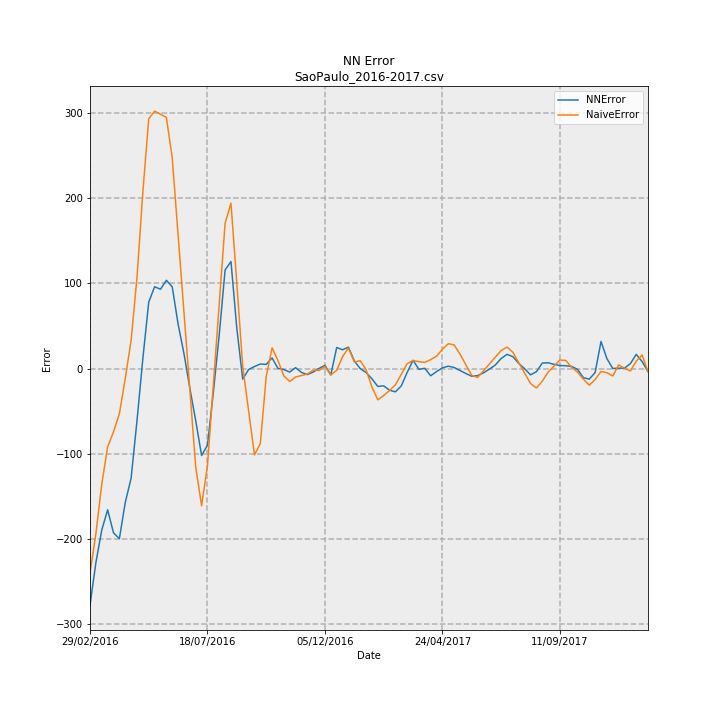 NN Error
SaoPaulo_2016-2017.csv
NNError
NaiveError
300
200
100
0
−100
−200
−300
Error
29/02/2016
18/07/2016
05/12/2016
24/04/2017
11/09/2017
Date